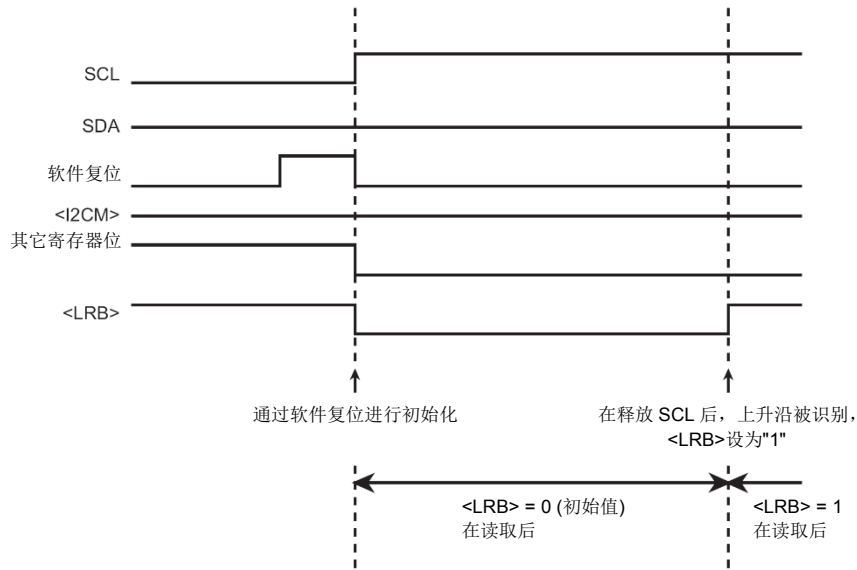 SCL
SDA
软件复位
<I2CM>
其它寄存器位
<LRB>
通过软件复位进行初始化
在释放 SCL 后，上升沿被识别，
<LRB>设为"1"
<LRB> = 0 (初始值)
在读取后
<LRB> = 1
在读取后